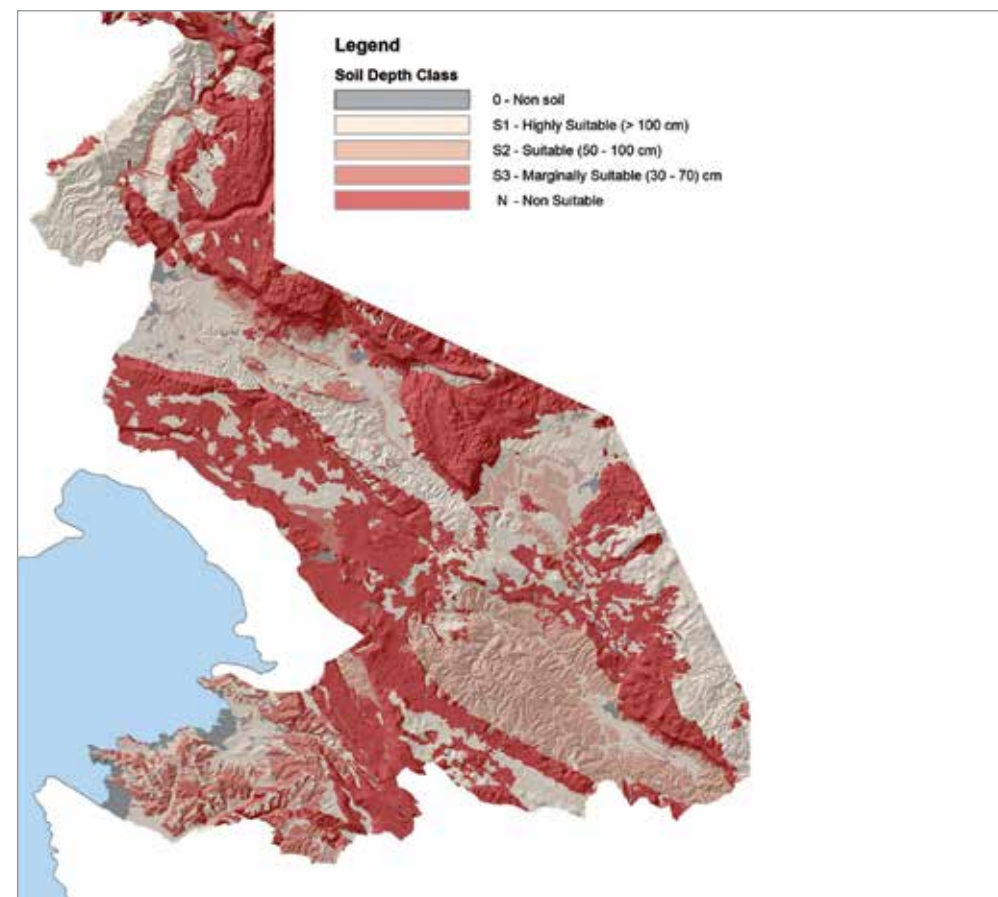 Legend
Soil Depth Class
0 - Non soil
S1 - Highly Suitable (> 100 cm)
S2 - Suitable (50 - 100 cm)
S3 - Marginally Suitable (30 - 70) cm
N - Non Suitable